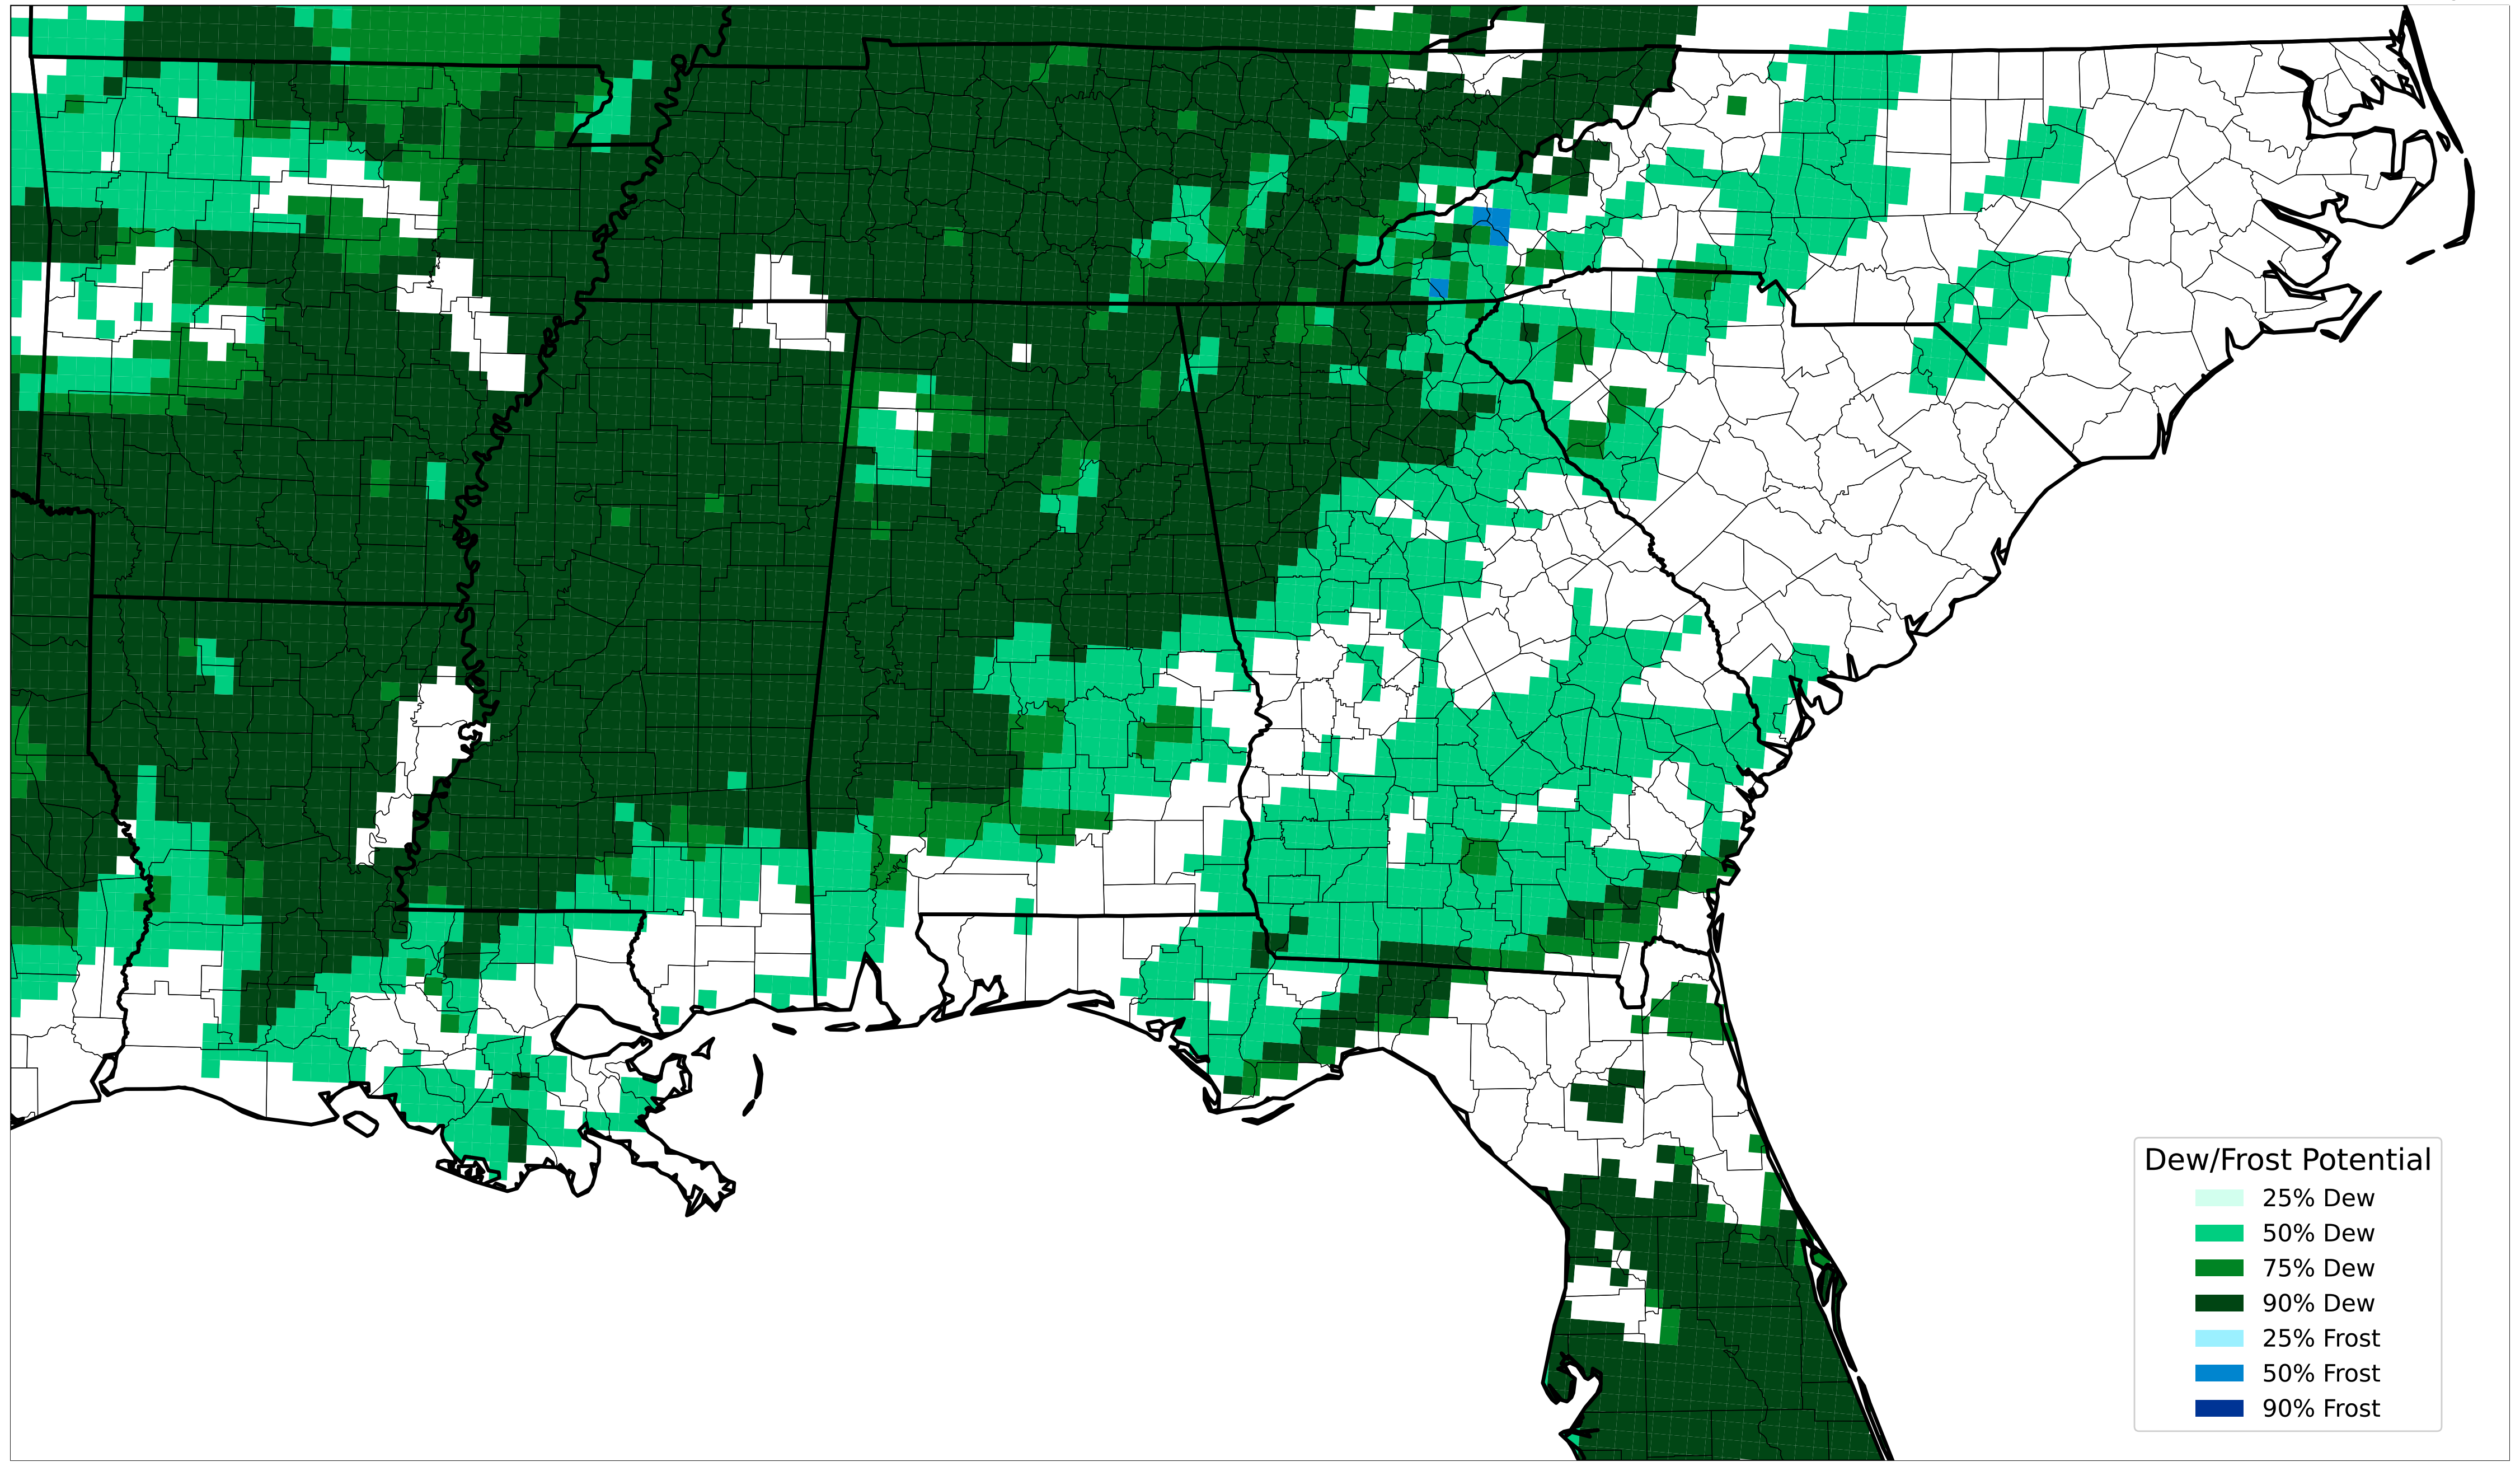 Dew/Frost Potential
25% Dew
50% Dew
75% Dew
90% Dew
25% Frost
50% Frost
90% Frost